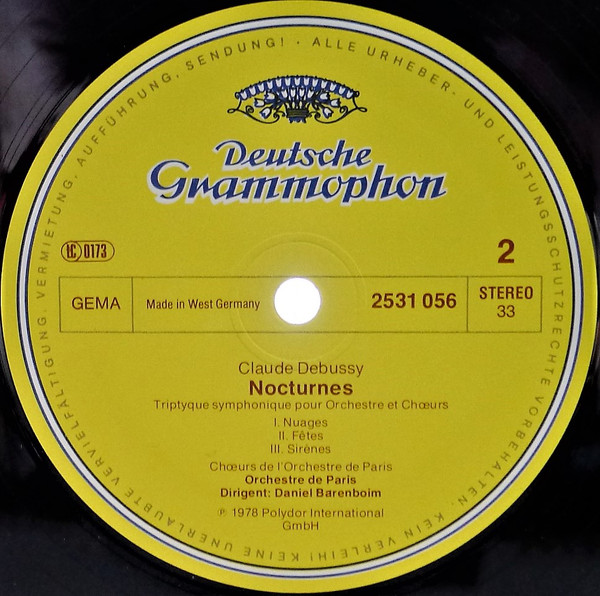 ALLE URHEBER- UND LEISTUNGSSCHUTZRECHTE VORBEHALTEN. KEIN VERLEIH! KEINE UNERLAUBTE VERVIELFÄLTIGUNG, VERMIETUNG, AUFFÜHRUNG, SENDUNG! ·
Deutsche
Grammophon
LC 0173
2
GEMA
Made in West Germany
2531 056
STEREO
33
Claude Debussy
Nocturnes
Triptyque symphonique pour Orchestre et Chœurs
I. Nuages
II. Fêtes
III. Sirènes
Chœurs de l'Orchestre de Paris
Orchestre de Paris
Dirigent: Daniel Barenboim
℗ 1978 Polydor International
GmbH